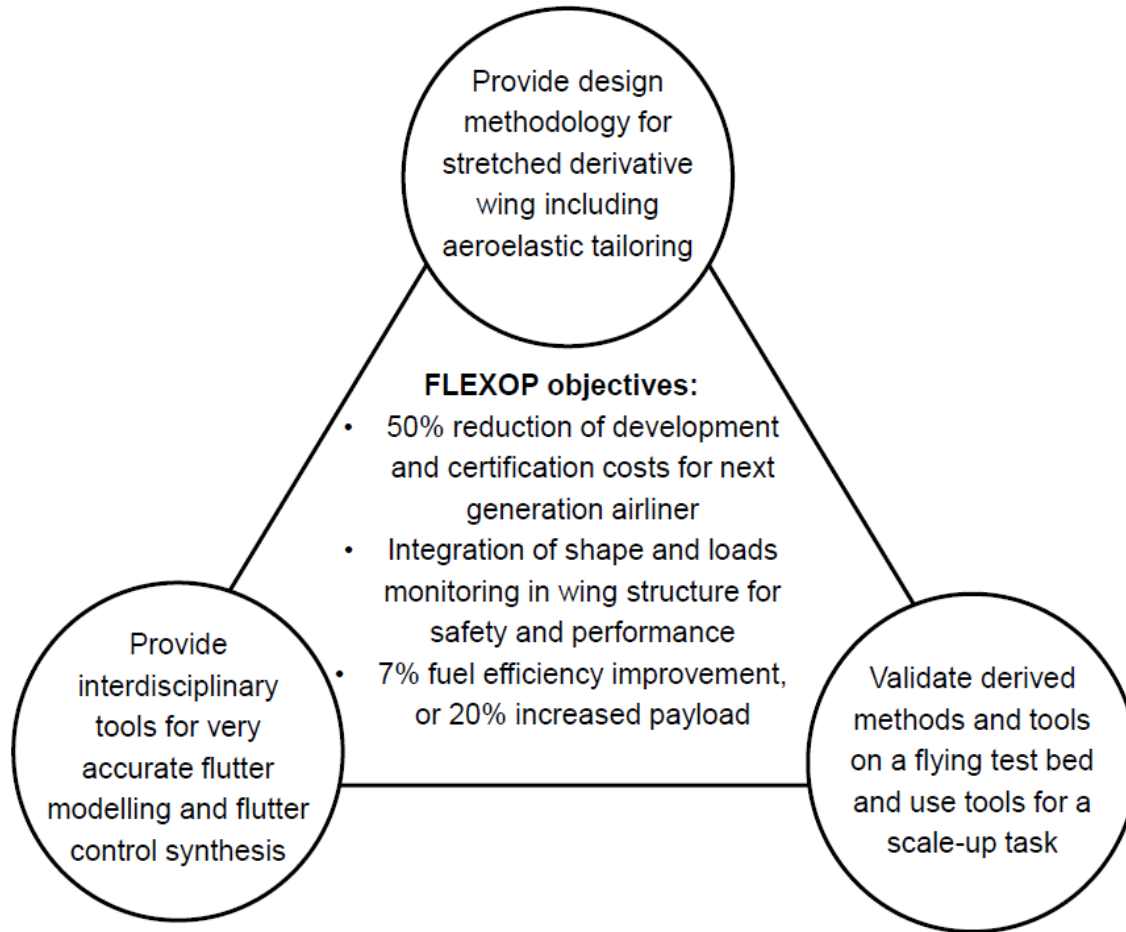 Provide design
methodology for
stretched derivative
wing including
aeroelastic tailoring
FLEXOP objectives:
• 50% reduction of development
and certification costs for next
generation airliner
• Integration of shape and loads
monitoring in wing structure for
safety and performance
• 7% fuel efficiency improvement,
or 20% increased payload
Provide
interdisciplinary
tools for very
accurate flutter
modelling and flutter
control synthesis
Validate derived
methods and tools
on a flying test bed
and use tools for a
scale-up task